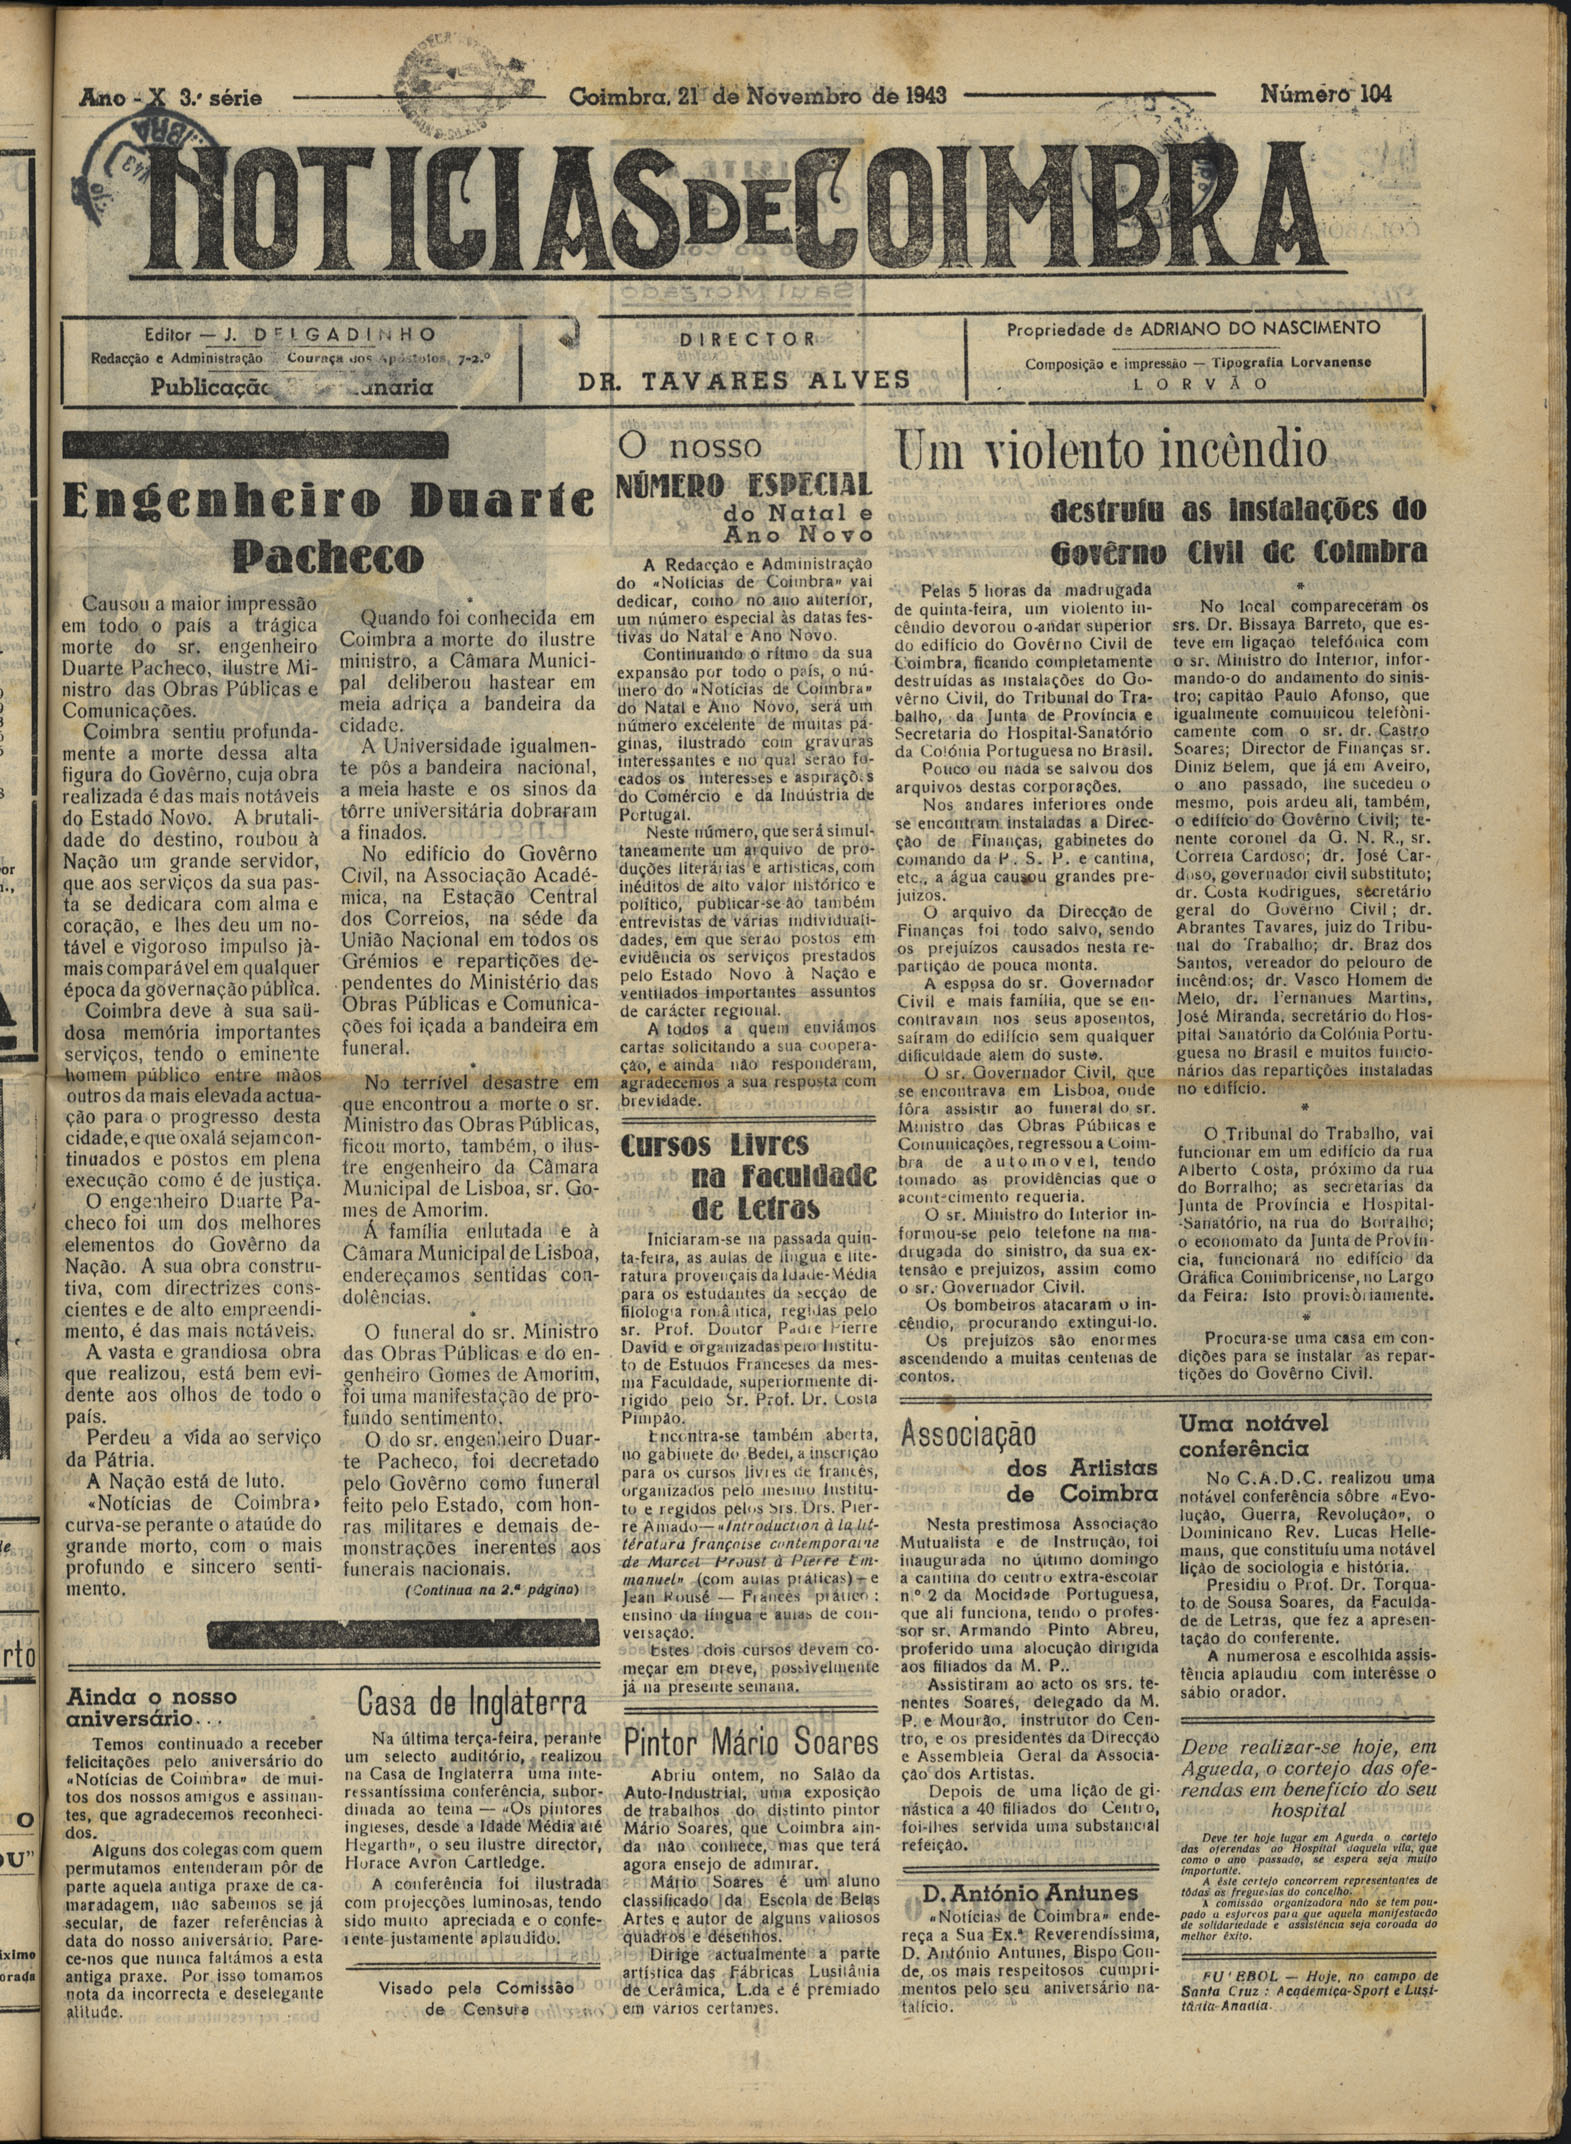 Ano - X 3.ª série
Coimbra, 21 de Novembro de 1943
Número 104
NOTICIAS DE COIMBRA
Editor — J. DELGADINHO
Redacção e Administração Couraça dos Apóstolos, 7-2.º
Publicação
DIRECTOR
DR. TAVARES ALVES
Propriedade de ADRIANO DO NASCIMENTO
Composição e impressão — Tipografia Lorvanense
LORVÃO
Engenheiro Duarte
Pacheco
Causou a maior impressão
em todo o país a trágica
morte do sr. engenheiro
Duarte Pacheco, ilustre Mi-
nistro das Obras Públicas e
Comunicações.
Coimbra sentiu profunda-
mente a morte dessa alta
figura do Govêrno, cuja obra
realizada é das mais notáveis
do Estado Novo. A brutali-
dade do destino, roubou à
Nação um grande servidor,
que aos serviços da sua pas-
ta se dedicara com alma e
coração, e lhes deu um no-
tável e vigoroso impulso jà-
mais comparável em qualquer
época da governação pública.
Coimbra deve à sua saü-
dosa memória importantes
serviços, tendo o eminente
homem público entre mãos
outros da mais elevada actua-
ção para o progresso desta
cidade, e que oxalá sejam con-
tinuados e postos em plena
execução como é de justiça.
O engenheiro Duarte Pa-
checo foi um dos melhores
elementos do Govêrno da
Nação. A sua obra constru-
tiva, com directrizes cons-
cientes e de alto empreendi-
mento, é das mais notáveis.
A vasta e grandiosa obra
que realizou, está bem evi-
dente aos olhos de todo o
país.
Perdeu a vida ao serviço
da Pátria.
A Nação está de luto.
«Notícias de Coimbra»
curva-se perante o ataúde do
grande morto, com o mais
profundo e sincero senti-
mento.
*
Quando foi conhecida em
Coimbra a morte do ilustre
ministro, a Câmara Munici-
pal deliberou hastear em
meia adriça a bandeira da
cidade.
A Universidade igualmen-
te pôs a bandeira nacional,
a meia haste e os sinos da
tôrre universitária dobraram
a finados.
No edifício do Govêrno
Civil, na Associação Acadé-
mica, na Estação Central
dos Correios, na séde da
União Nacional em todos os
Grémios e repartições de-
pendentes do Ministério das
Obras Públicas e Comunica-
ções foi içada a bandeira em
funeral.
*
No terrível desastre em
que encontrou a morte o sr.
Ministro das Obras Públicas,
ficou morto, também, o ilus-
tre engenheiro da Câmara
Municipal de Lisboa, sr. Go-
mes de Amorim.
Á família enlutada e à
Câmara Municipal de Lisboa,
endereçamos sentidas con-
dolências.
*
O funeral do sr. Ministro
das Obras Públicas e do en-
genheiro Gomes de Amorim,
foi uma manifestação de pro-
fundo sentimento.
O do sr. engenheiro Duar-
te Pacheco, foi decretado
pelo Govêrno como funeral
feito pelo Estado, com hon-
ras militares e demais de-
monstrações inerentes aos
funerais nacionais.
(Continua na 2.ª página)
Ainda o nosso
aniversário...
Temos continuado a receber
felicitações pelo aniversário do
«Notícias de Coimbra» de mui-
tos dos nossos amigos e assinan-
tes, que agradecemos reconheci-
dos.
Alguns dos colegas com quem
permutamos entenderam pôr de
parte aquela antiga praxe de ca-
maradagem, não sabemos se já
secular, de fazer referências à
data do nosso aniversário. Pare-
ce-nos que nunca faltámos a esta
antiga praxe. Por isso tomamos
nota da incorrecta e deselegante
atitude.
Casa de Inglaterra
Na última terça-feira, perante
um selecto auditório, realizou
na Casa de Inglaterra uma inte-
ressantíssima conferência, subor-
dinada ao tema — «Os pintores
ingleses, desde a Idade Média até
Hegarth», o seu ilustre director,
Horace Avron Cartledge.
A conferência foi ilustrada
com projecções luminosas, tendo
sido muito apreciada e o confe-
rente justamente aplaudido.
Visado pela Comissão
de Censura
O nosso
NÚMERO ESPECIAL
do Natal e
Ano Novo
A Redacção e Administração
do «Notícias de Coimbra» vai
dedicar, como no ano anterior,
um número especial às datas fes-
tivas do Natal e Ano Novo.
Continuando o rítmo da sua
expansão por todo o país, o nú-
mero do «Notícias de Coimbra»
do Natal e Ano Novo, será um
número excelente de muitas pá-
ginas, ilustrado com gravuras
interessantes e no qual serão fo-
cados os interesses e aspirações
do Comércio e da Indústria de
Portugal.
Neste número, que será simul-
taneamente um arquivo de pro-
duções literárias e artísticas, com
inéditos de alto valor histórico e
político, publicar-se-ão também
entrevistas de várias individuali-
dades, em que serão postos em
evidência os serviços prestados
pelo Estado Novo à Nação e
ventilados importantes assuntos
de carácter regional.
A todos a quem enviámos
cartas solicitando a sua coopera-
ção, e ainda não responderam,
agradecemos a sua resposta com
brevidade.
Cursos Livres
na Faculdade
de Letras
Iniciaram-se na passada quin-
ta-feira, as aulas de língua e lite-
ratura provençais da Idade-Média
para os estudantes da secção de
filologia românica, regidas pelo
sr. Prof. Doutor Padre Pierre
David e organizadas pelo Institu-
to de Estudos Franceses da mes-
ma Faculdade, superiormente di-
rigido pelo Sr. Prof. Dr. Costa
Pimpão.
Encontra-se também aberta,
no gabinete do Bedel, a inscrição
para os cursos livres de francês,
organizados pelo mesmo Institu-
to e regidos pelos Srs. Drs. Pier-
re Amado — «Introduction à la lit-
tératura françoise contemporaine
de Marcel Proust à Pierre Em-
manuel» (com aulas práticas) — e
Jean Rousé — Francês prático:
ensino da língua e aulas de con-
versação.
Estes dois cursos devem co-
meçar em breve, possivelmente
já na presente semana.
Pintor Mário Soares
Abriu ontem, no Salão da
Auto-Industrial, uma exposição
de trabalhos do distinto pintor
Mário Soares, que Coimbra ain-
da não conhece, mas que terá
agora ensejo de admirar.
Mário Soares é um aluno
classificado da Escola de Belas
Artes e autor de alguns valiosos
quadros e desenhos.
Dirige actualmente a parte
artística das Fábricas Lusitânia
de Cerâmica, L.da e é premiado
em vários certames.
Um violento incêndio
destruíu as instalações do
Govêrno Civil de Coimbra
Pelas 5 horas da madrugada
de quinta-feira, um violento in-
cêndio devorou o andar superior
do edifício do Govêrno Civil de
Coimbra, ficando completamente
destruídas as instalações do Go-
vêrno Civil, do Tribunal do Tra-
balho, da Junta de Província e
Secretaria do Hospital-Sanatório
da Colónia Portuguesa no Brasil.
Pouco ou nada se salvou dos
arquivos destas corporações.
Nos andares inferiores onde
se encontram instaladas a Direc-
ção de Finanças, gabinetes do
comando da P. S. P. e cantina,
etc., a água causou grandes pre-
juizos.
O arquivo da Direcção de
Finanças foi todo salvo, sendo
os prejuízos causados nesta re-
partição de pouca monta.
A esposa do sr. Governador
Civil e mais família, que se en-
contravam nos seus aposentos,
saíram do edifício sem qualquer
dificuldade alem do susto.
O sr. Governador Civil, que
se encontrava em Lisboa, onde
fôra assistir ao funeral do sr.
Ministro das Obras Públicas e
Comunicações, regressou a Coim-
bra de automovel, tendo
tomado as providências que o
acontecimento requeria.
O sr. Ministro do Interior in-
formou-se pelo telefone na ma-
drugada do sinistro, da sua ex-
tensão e prejuizos, assim como
o sr. Governador Civil.
Os bombeiros atacaram o in-
cêndio, procurando extingui-lo.
Os prejuizos são enormes
ascendendo a muitas centenas de
contos.
*
No local compareceram os
srs. Dr. Bissaya Barreto, que es-
teve em ligação telefónica com
o sr. Ministro do Interior, infor-
mando-o do andamento do sinis-
tro; capitão Paulo Afonso, que
igualmente comunicou telefòni-
camente com o sr. dr. Castro
Soares; Director de Finanças sr.
Diniz Belem, que já em Aveiro,
o ano passado, lhe sucedeu o
mesmo, pois ardeu ali, também,
o edifício do Govêrno Civil; te-
nente coronel da G. N. R., sr.
Correia Cardoso; dr. José Car-
doso, governador civil substituto;
dr. Costa Rodrigues, secretário
geral do Govêrno Civil; dr.
Abrantes Tavares, juiz do Tribu-
nal do Trabalho; dr. Braz dos
Santos, vereador do pelouro de
incêndios; dr. Vasco Homem de
Melo, dr. Fernandes Martins,
José Miranda, secretário do Hos-
pital Sanatório da Colónia Portu-
guesa no Brasil e muitos funcio-
nários das repartições instaladas
no edifício.
*
O Tribunal do Trabalho, vai
funcionar em um edifício da rua
Alberto Costa, próximo da rua
do Borralho; as secretarias da
Junta de Província e Hospital-
-Sanatório, na rua do Borralho;
o economato da Junta de Provín-
cia, funcionará no edifício da
Gráfica Conimbricense, no Largo
da Feira. Isto provisòriamente.
*
Procura-se uma casa em con-
dições para se instalar as repar-
tições do Govêrno Civil.
Associação
dos Artistas
de Coimbra
Nesta prestimosa Associação
Mutualista e de Instrução, foi
inaugurada no último domingo
a cantina do centro extra-escolar
n.º 2 da Mocidade Portuguesa,
que ali funciona, tendo o profes-
sor sr. Armando Pinto Abreu,
proferido uma alocução dirigida
aos filiados da M. P..
Assistiram ao acto os srs. te-
nentes Soares, delegado da M.
P. e Mourão, instrutor do Cen-
tro, e os presidentes da Direcção
e Assembleia Geral da Associa-
ção dos Artistas.
Depois de uma lição de gi-
nástica a 40 filiados do Centro,
foi-lhes servida uma substancial
refeição.
D. António Antunes
«Notícias de Coimbra» ende-
reça a Sua Ex.ª Reverendíssima,
D. António Antunes, Bispo Con-
de, os mais respeitosos cumpri-
mentos pelo seu aniversário na-
talício.
Uma notável
conferência
No C.A.D.C. realizou uma
notável conferência sôbre «Evo-
lução, Guerra, Revolução», o
Dominicano Rev. Lucas Helle-
mans, que constituíu uma notável
lição de sociologia e história.
Presidiu o Prof. Dr. Torqua-
to de Sousa Soares, da Faculda-
de de Letras, que fez a apresen-
tação do conferente.
A numerosa e escolhida assis-
tência aplaudiu com interêsse o
sábio orador.
Deve realizar-se hoje, em
Agueda, o cortejo das ofe-
rendas em benefício do seu
hospital
Deve ter hoje lugar em Agueda o cortejo
das oferendas ao Hospital daquela vila, que
como o ano passado, se espera seja muito
importante.
A êste cortejo concorrem representantes de
tôdas as freguesias do concelho.
A comissão organizadora não se tem pou-
pado a esforços para que aquela manifestação
de solidariedade e assistência seja coroada do
melhor êxito.
FUTEBOL — Hoje, no campo de
Santa Cruz: Académica-Sport e Lusi-
tânia-Anadia.